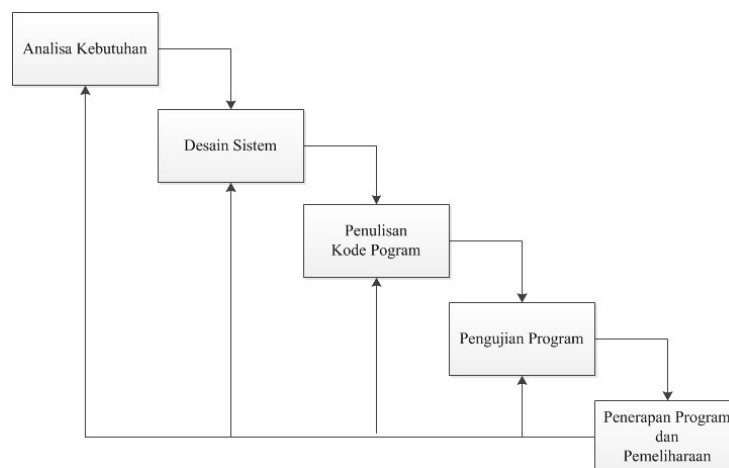 Analisa Kebutuhan
Desain Sistem
Penulisan
Kode Pogram
Pengujian Program
Penerapan Program
dan
Pemeliharaan